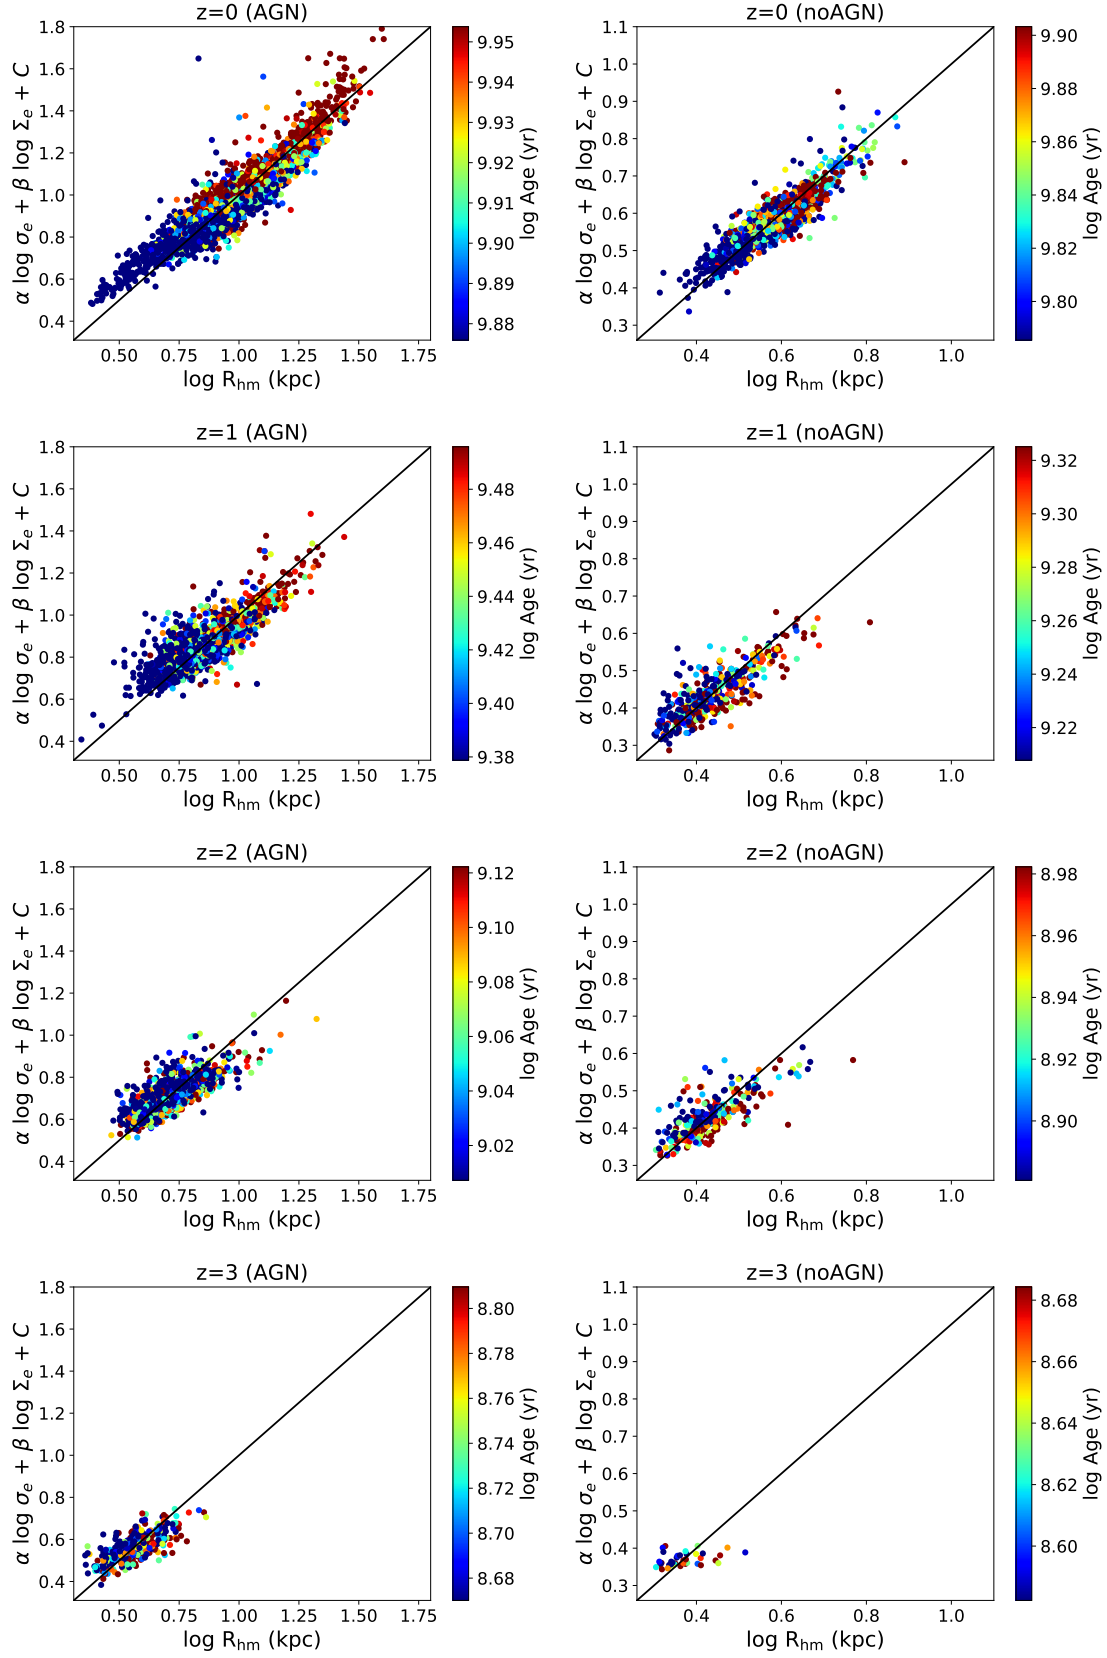 z=0 (AGN)
1.8
1.6
1.4
1.2
1.0
0.8
0.6
0.4
α log σe + β log Σe + C
0.50 0.75 1.00 1.25 1.50 1.75
log Rhm (kpc)
9.95
9.94
9.93
9.92
9.91
9.90
9.89
9.88
log Age (yr)
z=0 (noAGN)
1.1
1.0
0.9
0.8
0.7
0.6
0.5
0.4
0.3
α log σe + β log Σe + C
0.4 0.6 0.8 1.0
log Rhm (kpc)
9.90
9.88
9.86
9.84
9.82
9.80
log Age (yr)
z=1 (AGN)
1.8
1.6
1.4
1.2
1.0
0.8
0.6
0.4
α log σe + β log Σe + C
0.50 0.75 1.00 1.25 1.50 1.75
log Rhm (kpc)
9.48
9.46
9.44
9.42
9.40
9.38
log Age (yr)
z=1 (noAGN)
1.1
1.0
0.9
0.8
0.7
0.6
0.5
0.4
0.3
α log σe + β log Σe + C
0.4 0.6 0.8 1.0
log Rhm (kpc)
9.32
9.30
9.28
9.26
9.24
9.22
log Age (yr)
z=2 (AGN)
1.8
1.6
1.4
1.2
1.0
0.8
0.6
0.4
α log σe + β log Σe + C
0.50 0.75 1.00 1.25 1.50 1.75
log Rhm (kpc)
9.12
9.10
9.08
9.06
9.04
9.02
log Age (yr)
z=2 (noAGN)
1.1
1.0
0.9
0.8
0.7
0.6
0.5
0.4
0.3
α log σe + β log Σe + C
0.4 0.6 0.8 1.0
log Rhm (kpc)
8.98
8.96
8.94
8.92
8.90
log Age (yr)
z=3 (AGN)
1.8
1.6
1.4
1.2
1.0
0.8
0.6
0.4
α log σe + β log Σe + C
0.50 0.75 1.00 1.25 1.50 1.75
log Rhm (kpc)
8.80
8.78
8.76
8.74
8.72
8.70
8.68
log Age (yr)
z=3 (noAGN)
1.1
1.0
0.9
0.8
0.7
0.6
0.5
0.4
0.3
α log σe + β log Σe + C
0.4 0.6 0.8 1.0
log Rhm (kpc)
8.68
8.66
8.64
8.62
8.60
log Age (yr)